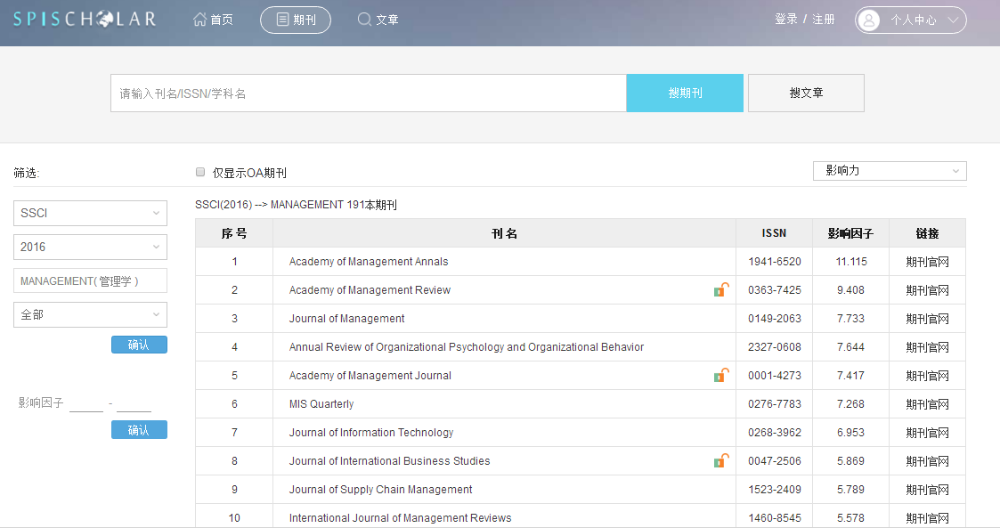 SPISCHOLAR 首页 期刊 文章 登录 / 注册 个人中心
请输入刊名/ISSN/学科名 搜期刊 搜文章
筛选: 仅显示OA期刊 影响力
SSCI
2016
MANAGEMENT( 管理学 )
全部
确认
影响因子 _____ - _____
确认
SSCI(2016) --> MANAGEMENT 191本期刊
序 号 刊 名 ISSN 影响因子 链接
1 Academy of Management Annals 1941-6520 11.115 期刊官网
2 Academy of Management Review 0363-7425 9.408 期刊官网
3 Journal of Management 0149-2063 7.733 期刊官网
4 Annual Review of Organizational Psychology and Organizational Behavior 2327-0608 7.644 期刊官网
5 Academy of Management Journal 0001-4273 7.417 期刊官网
6 MIS Quarterly 0276-7783 7.268 期刊官网
7 Journal of Information Technology 0268-3962 6.953 期刊官网
8 Journal of International Business Studies 0047-2506 5.869 期刊官网
9 Journal of Supply Chain Management 1523-2409 5.789 期刊官网
10 International Journal of Management Reviews 1460-8545 5.578 期刊官网